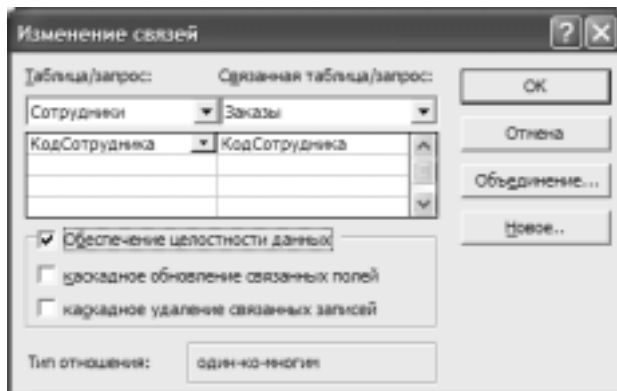 Изменение связей
Таблица/запрос: Связанная таблица/запрос:
Сотрудники Заказы
КодСотрудника КодСотрудника
ОК
Отмена
Объединение...
Новое..
Обеспечение целостности данных
каскадное обновление связанных полей
каскадное удаление связанных записей
Тип отношения: один-ко-многим